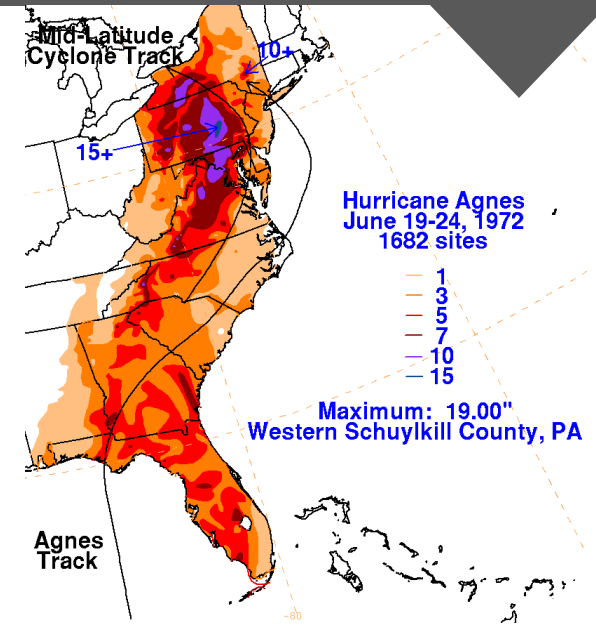 Mid-Latitude
Cyclone Track
10+
15+
Hurricane Agnes
June 19-24, 1972
1682 sites
1
3
5
7
10
15
Maximum: 19.00"
Western Schuylkill County, PA
Agnes
Track
-80